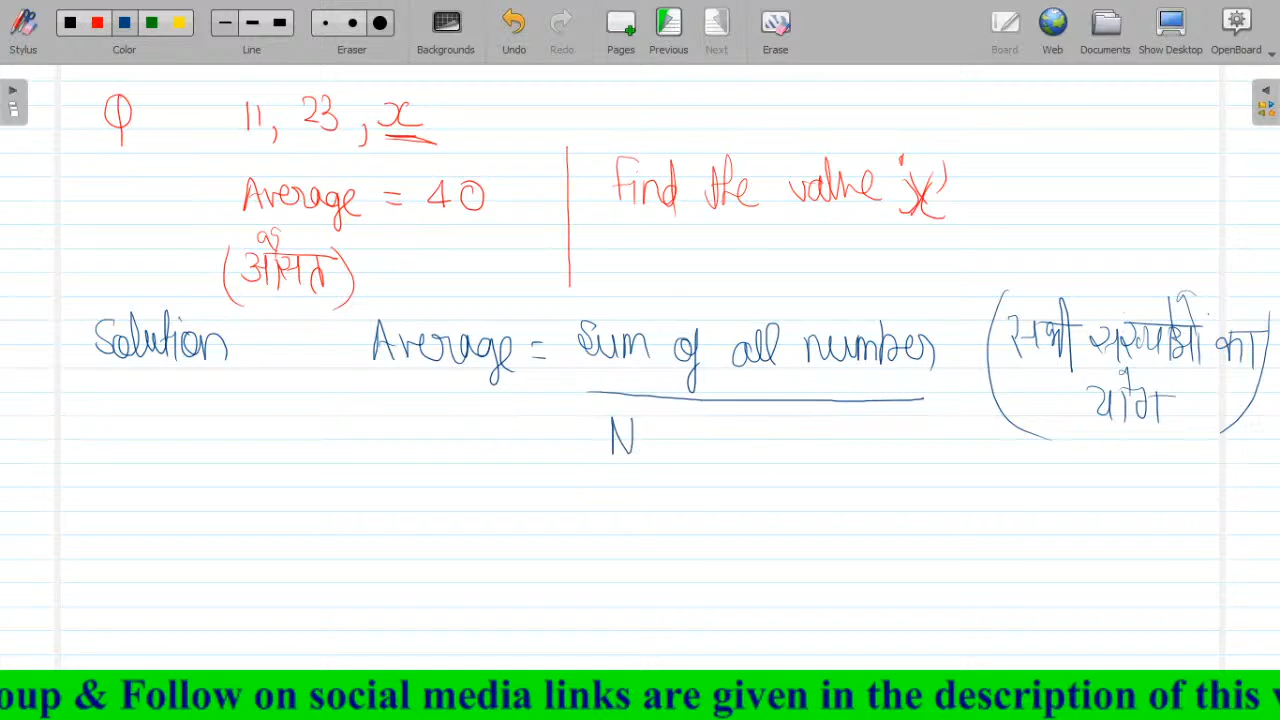 Stylus Color Line Eraser Backgrounds Undo Redo Pages Previous Next Erase Board Web Documents Show Desktop OpenBoard
Q 11, 23, x
Average = 40
(औसत)
Find the value 'x'
Solution Average = Sum of all number
N
(सभी संख्याओं का
योग)
oup & Follow on social media links are given in the description of this v